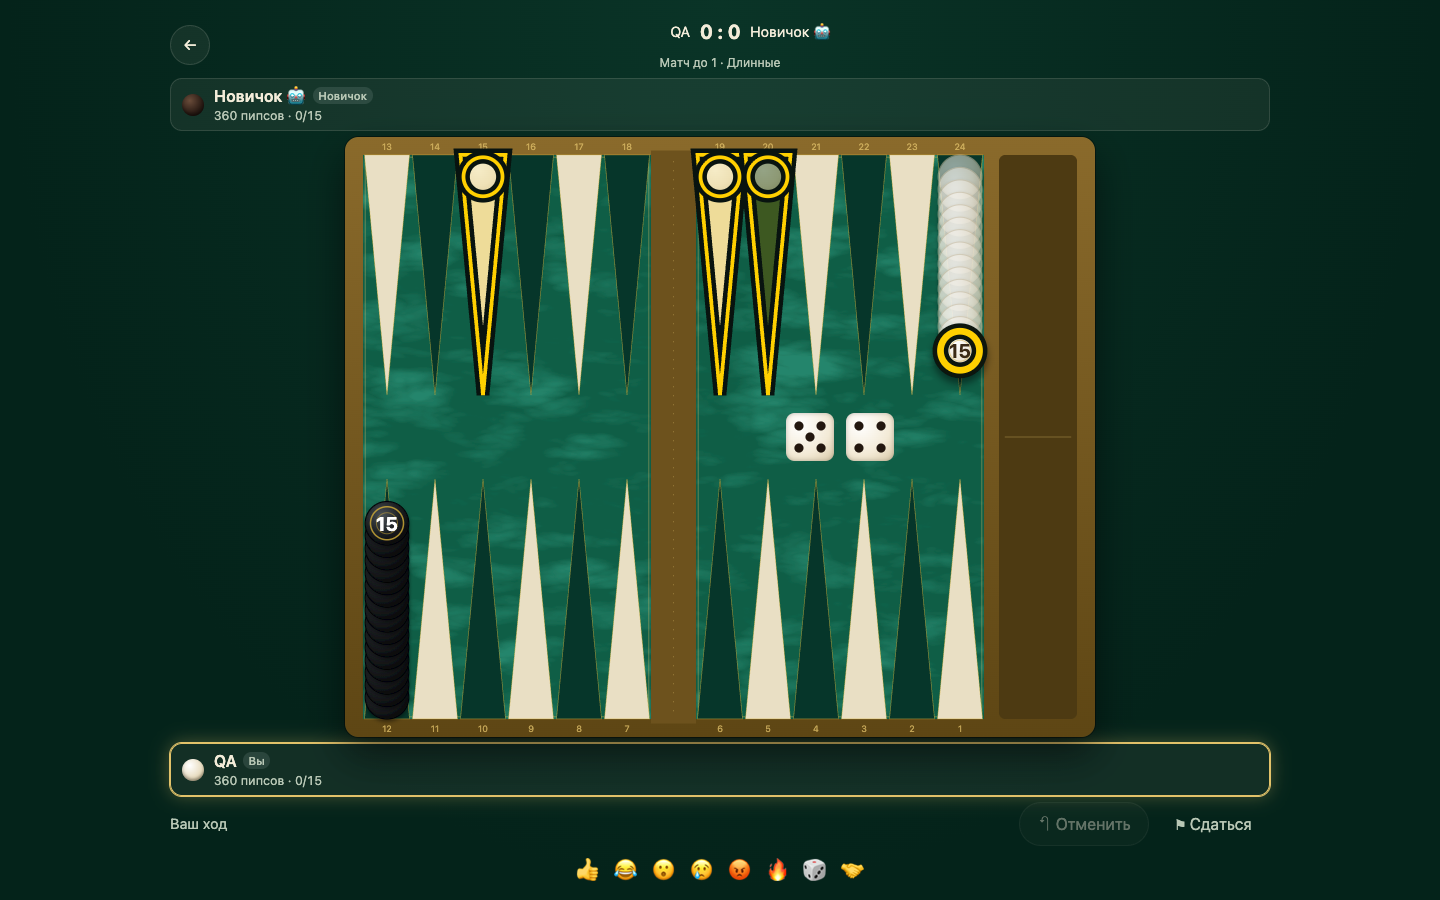 QA 0 : 0 Новичок
Матч до 1 · Длинные
Новичок Новичок
360 пипсов · 0/15
13 14 15 16 17 18 19 20 21 22 23 24
15
15
12 11 10 9 8 7 6 5 4 3 2 1
QA Вы
360 пипсов · 0/15
Ваш ход
Отменить
Сдаться